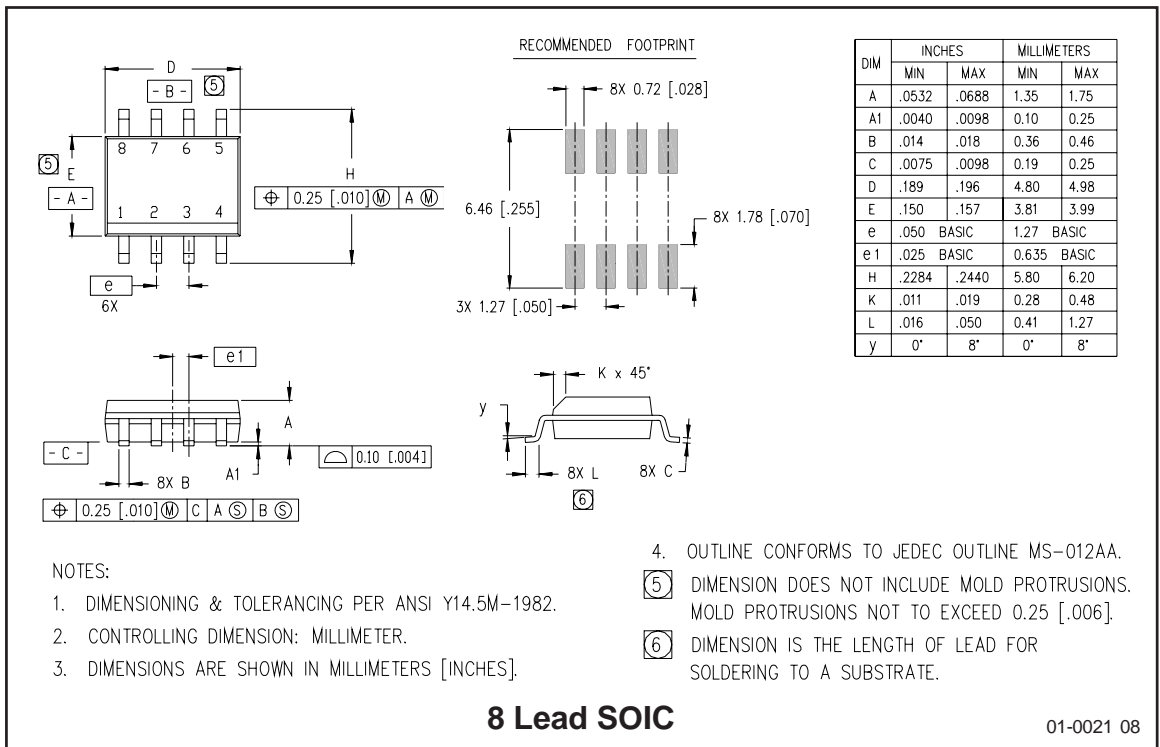 RECOMMENDED FOOTPRINT
D
- B -
5
8 7 6 5
5
E
- A -
1 2 3 4
H
⌖ 0.25 [.010] Ⓜ A Ⓜ
e
6X
8X 0.72 [.028]
6.46 [.255]
8X 1.78 [.070]
3X 1.27 [.050]
DIM INCHES MILLIMETERS
MIN MAX MIN MAX
A .0532 .0688 1.35 1.75
A1 .0040 .0098 0.10 0.25
B .014 .018 0.36 0.46
C .0075 .0098 0.19 0.25
D .189 .196 4.80 4.98
E .150 .157 3.81 3.99
e .050 BASIC 1.27 BASIC
e1 .025 BASIC 0.635 BASIC
H .2284 .2440 5.80 6.20
K .011 .019 0.28 0.48
L .016 .050 0.41 1.27
y 0° 8° 0° 8°
e1
A
- C -
A1
8X B
0.10 [.004]
⌖ 0.25 [.010] Ⓜ C A Ⓢ B Ⓢ
K x 45°
y
8X L
8X C
6
NOTES:
1. DIMENSIONING & TOLERANCING PER ANSI Y14.5M-1982.
2. CONTROLLING DIMENSION: MILLIMETER.
3. DIMENSIONS ARE SHOWN IN MILLIMETERS [INCHES].
4. OUTLINE CONFORMS TO JEDEC OUTLINE MS-012AA.
5 DIMENSION DOES NOT INCLUDE MOLD PROTRUSIONS.
MOLD PROTRUSIONS NOT TO EXCEED 0.25 [.006].
6 DIMENSION IS THE LENGTH OF LEAD FOR
SOLDERING TO A SUBSTRATE.
8 Lead SOIC
01-0021 08